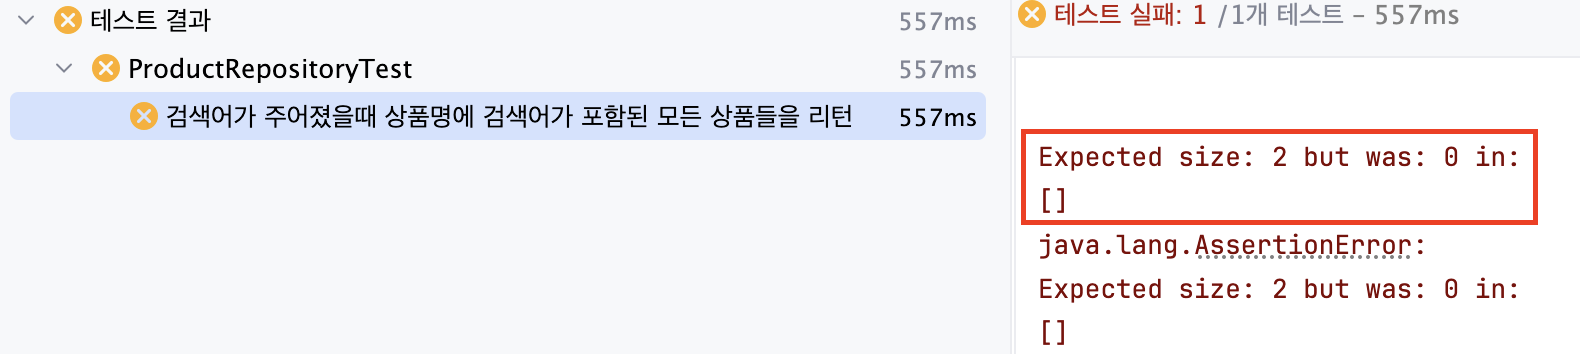 테스트 결과 557ms
ProductRepositoryTest 557ms
검색어가 주어졌을때 상품명에 검색어가 포함된 모든 상품들을 리턴 557ms
테스트 실패: 1 /1개 테스트 – 557ms
Expected size: 2 but was: 0 in:
[]
java.lang.AssertionError:
Expected size: 2 but was: 0 in:
[]